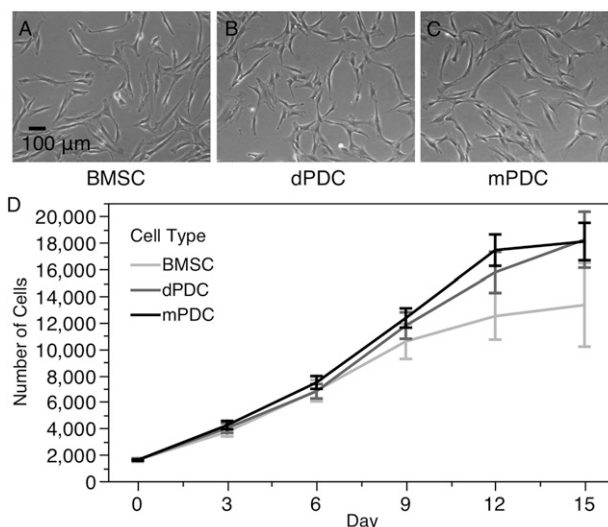 A
B
C
100 µm
BMSC
dPDC
mPDC
D
20,000
18,000
16,000
14,000
12,000
10,000
8,000
6,000
4,000
2,000
0
Number of Cells
Cell Type
BMSC
dPDC
mPDC
0 3 6 9 12 15
Day